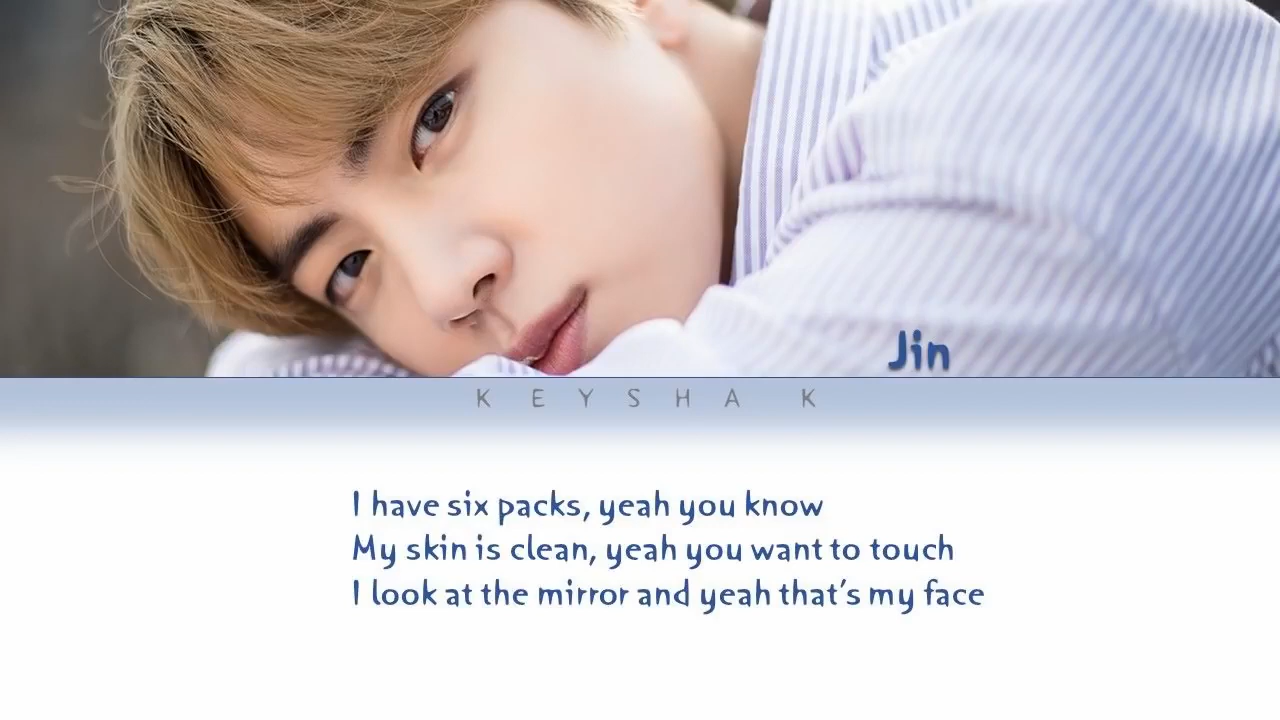 Jin
KEYSHA K
I have six packs, yeah you know
My skin is clean, yeah you want to touch
I look at the mirror and yeah that's my face